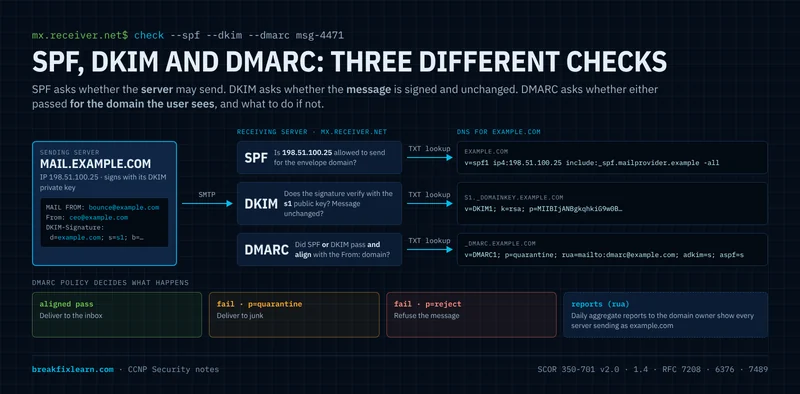 mx.receiver.net$ check --spf --dkim --dmarc msg-4471
SPF, DKIM AND DMARC: THREE DIFFERENT CHECKS
SPF asks whether the server may send. DKIM asks whether the message is signed and unchanged. DMARC asks whether either
passed for the domain the user sees, and what to do if not.
SENDING SERVER
MAIL.EXAMPLE.COM
IP 198.51.100.25 · signs with its DKIM
private key
MAIL FROM: bounce@example.com
From: ceo@example.com
DKIM-Signature:
d=example.com; s=s1; b=…
SMTP
RECEIVING SERVER · MX.RECEIVER.NET
SPF
Is 198.51.100.25 allowed to send
for the envelope domain?
DKIM
Does the signature verify with the
s1 public key? Message
unchanged?
DMARC
Did SPF or DKIM pass and
align with the From: domain?
TXT lookup
TXT lookup
TXT lookup
DNS FOR EXAMPLE.COM
EXAMPLE.COM
v=spf1 ip4:198.51.100.25 include:_spf.mailprovider.example -all
S1._DOMAINKEY.EXAMPLE.COM
v=DKIM1; k=rsa; p=MIIBIjANBgkqhkiG9w0B…
_DMARC.EXAMPLE.COM
v=DMARC1; p=quarantine; rua=mailto:dmarc@example.com; adkim=s; aspf=s
DMARC POLICY DECIDES WHAT HAPPENS
aligned pass
Deliver to the inbox
fail · p=quarantine
Deliver to junk
fail · p=reject
Refuse the message
reports (rua)
Daily aggregate reports to the domain owner show every
server sending as example.com
breakfixlearn.com · CCNP Security notes
SCOR 350-701 v2.0 · 1.4 · RFC 7208 · 6376 · 7489